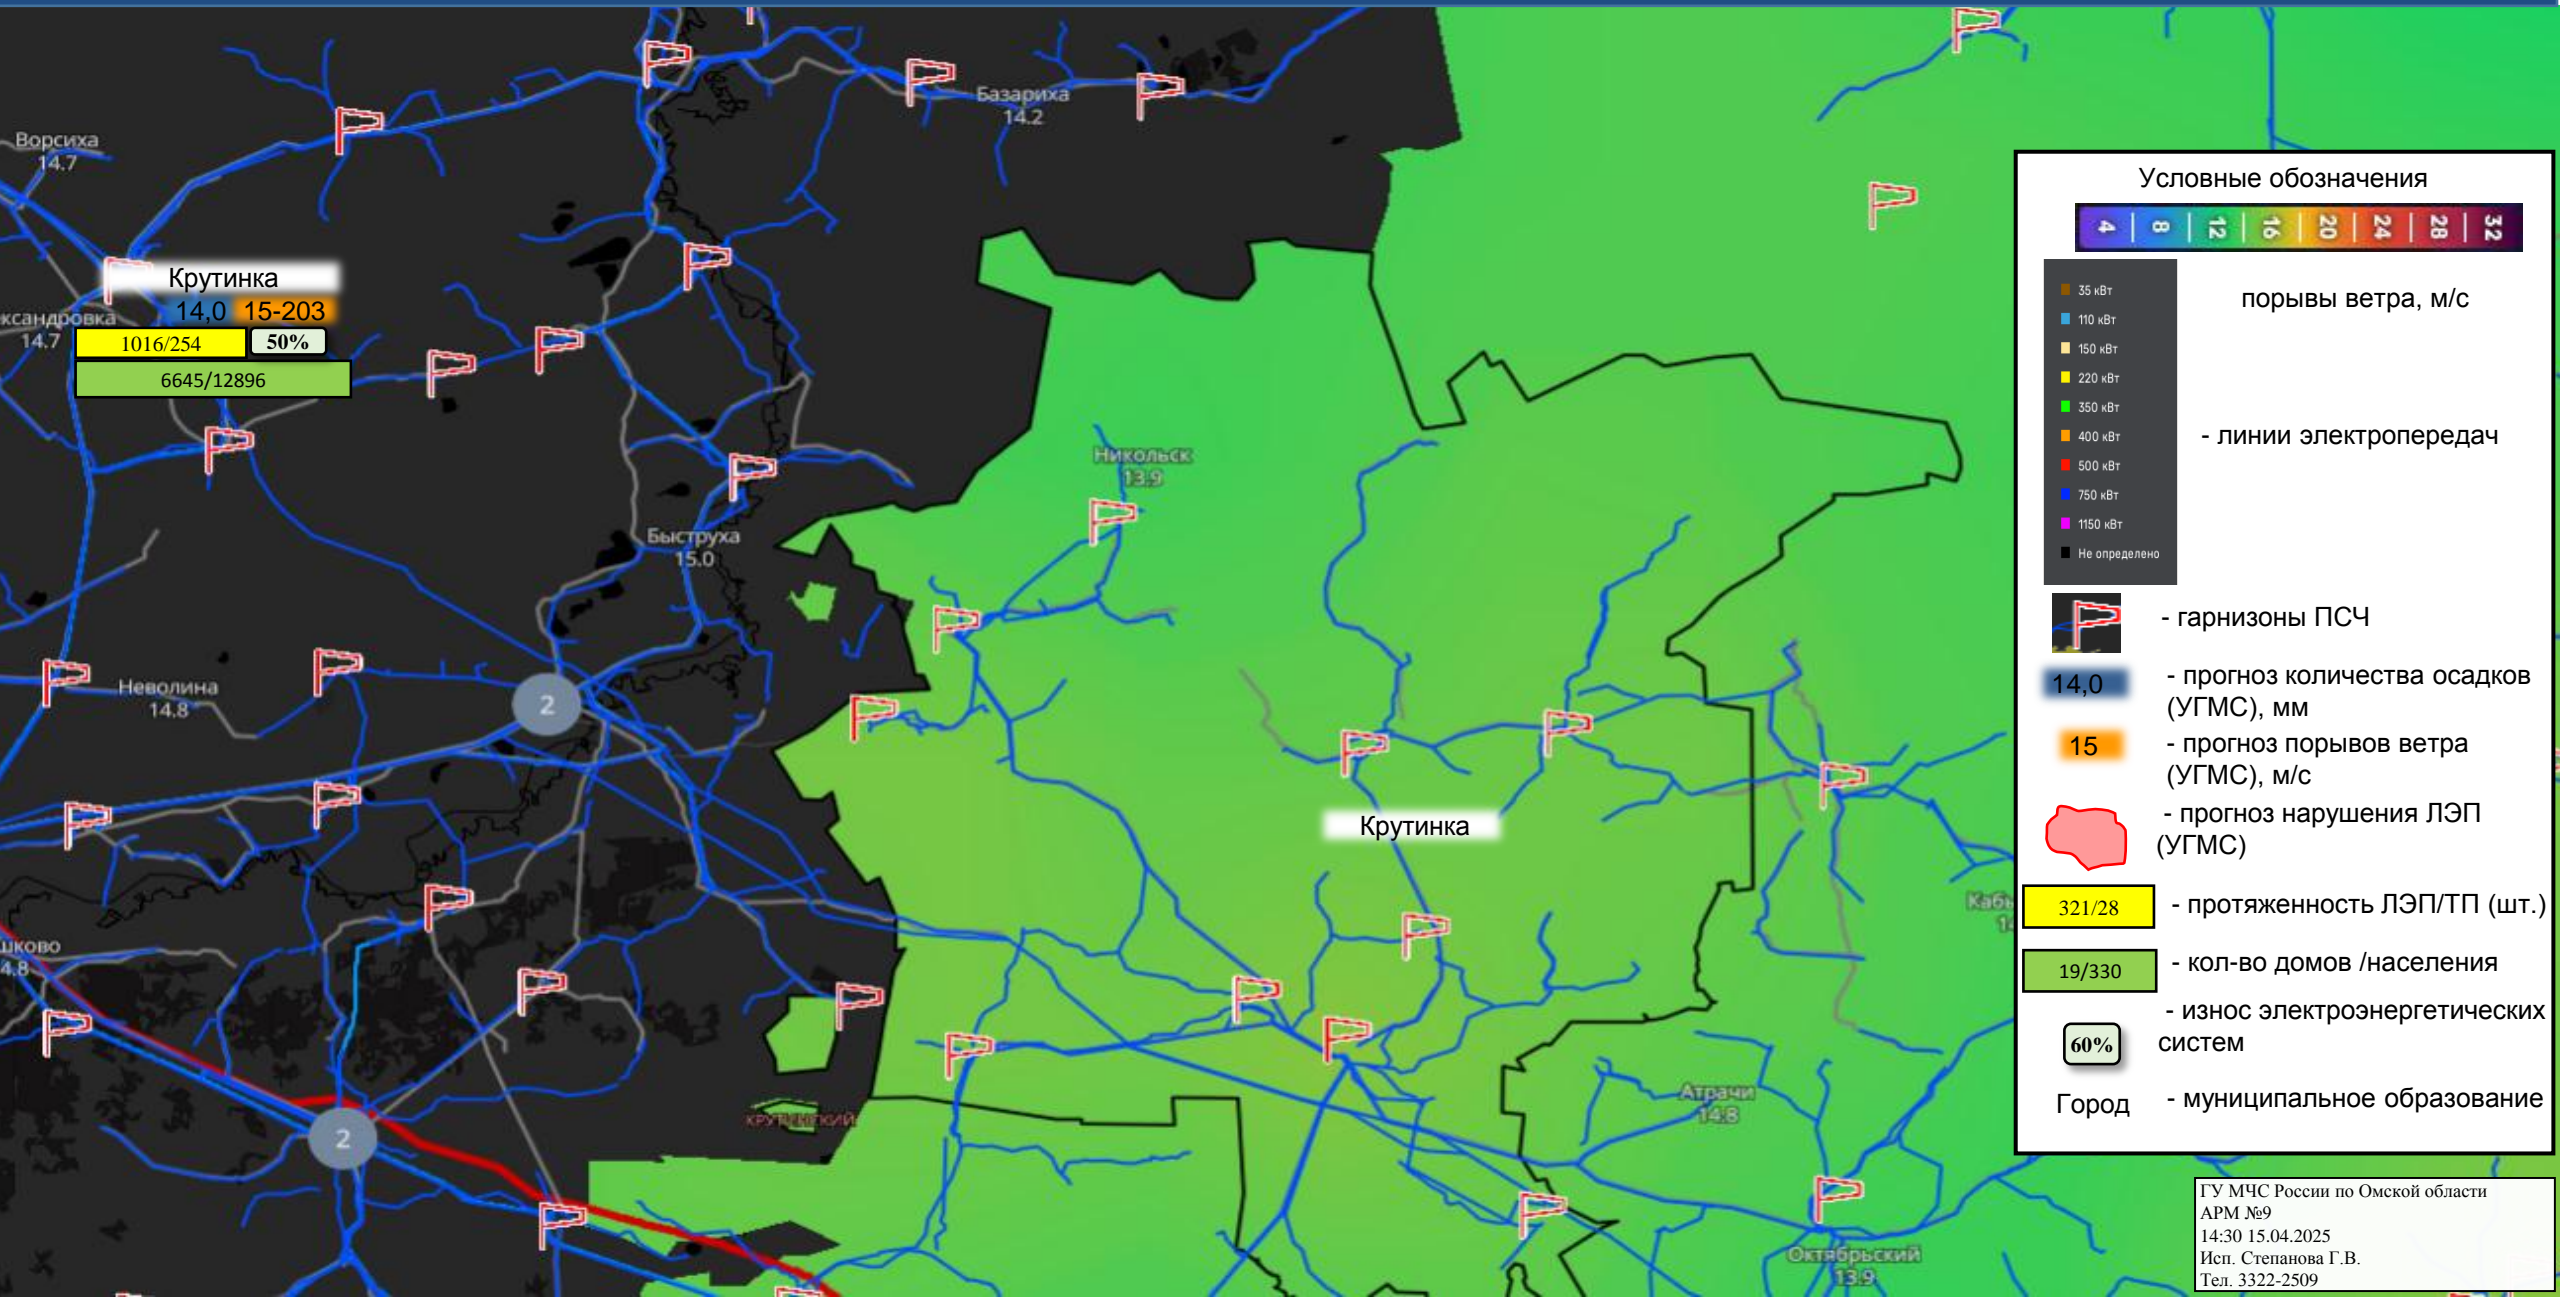 Базариха
14.2
Ворсиха
14.7
Крутинка
14,0 15-203
ксандровка
14.7
1016/254 50%
6645/12896
Никольск
13.9
Быструха
15.0
Неволина
14.8
2
Крутинка
шково
4.8
2
КРУТИНСКИЙ
Атрачи
14.8
Октябрьский
13.9
Кабы
14
Условные обозначения
4 8 12 16 20 24 28 32
порывы ветра, м/с
35 кВт
110 кВт
150 кВт
220 кВт
350 кВт
400 кВт
500 кВт
750 кВт
1150 кВт
Не определено
- линии электропередач
- гарнизоны ПСЧ
14,0 - прогноз количества осадков
(УГМС), мм
15 - прогноз порывов ветра
(УГМС), м/с
- прогноз нарушения ЛЭП
(УГМС)
321/28 - протяженность ЛЭП/ТП (шт.)
19/330 - кол-во домов /населения
- износ электроэнергетических
60% систем
Город - муниципальное образование
ГУ МЧС России по Омской области
АРМ №9
14:30 15.04.2025
Исп. Степанова Г.В.
Тел. 3322-2509